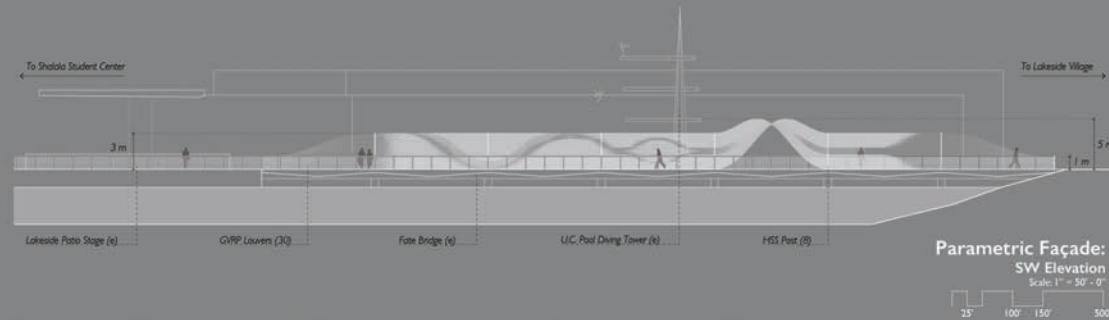 To Shalala Student Center
To Lakeside Village
3 m
5 m
1 m
Lakeside Patio Stage (e)
GVRP Louvers (30)
Fate Bridge (e)
U.C. Pool Diving Tower (e)
HSS Post (8)
Parametric Façade:
SW Elevation
Scale: 1" = 50' - 0"
25'
100'
150'